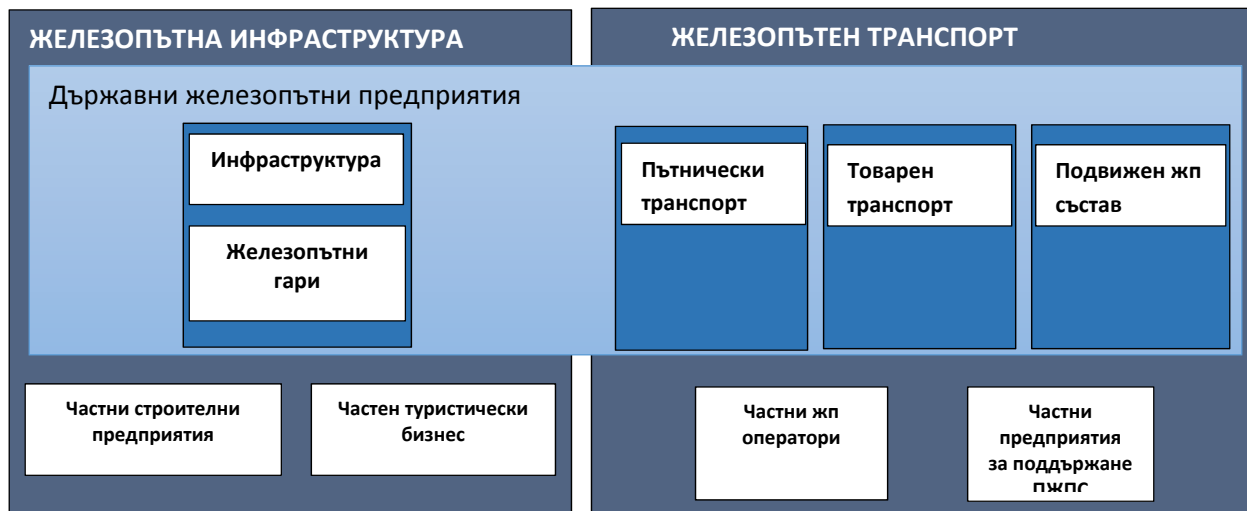 ЖЕЛЕЗОПЪТНА ИНФРАСТРУКТУРА
ЖЕЛЕЗОПЪТЕН ТРАНСПОРТ
Държавни железопътни предприятия
Инфраструктура
Железопътни
гари
Пътнически
транспорт
Товарен
транспорт
Подвижен жп
състав
Частни строителни
предприятия
Частен туристически
бизнес
Частни жп
оператори
Частни
предприятия
за поддържане
ПЖПС